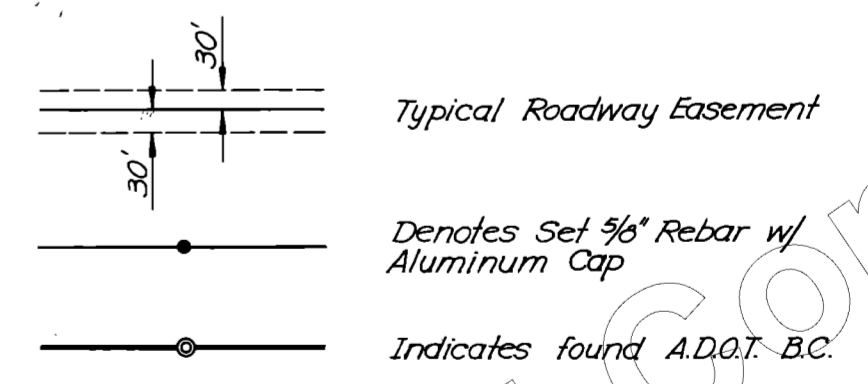 30'
Typical Roadway Easement
30'
Denotes Set 5/8" Rebar w/
Aluminum Cap
Indicates found A.D.O.T. B.C.